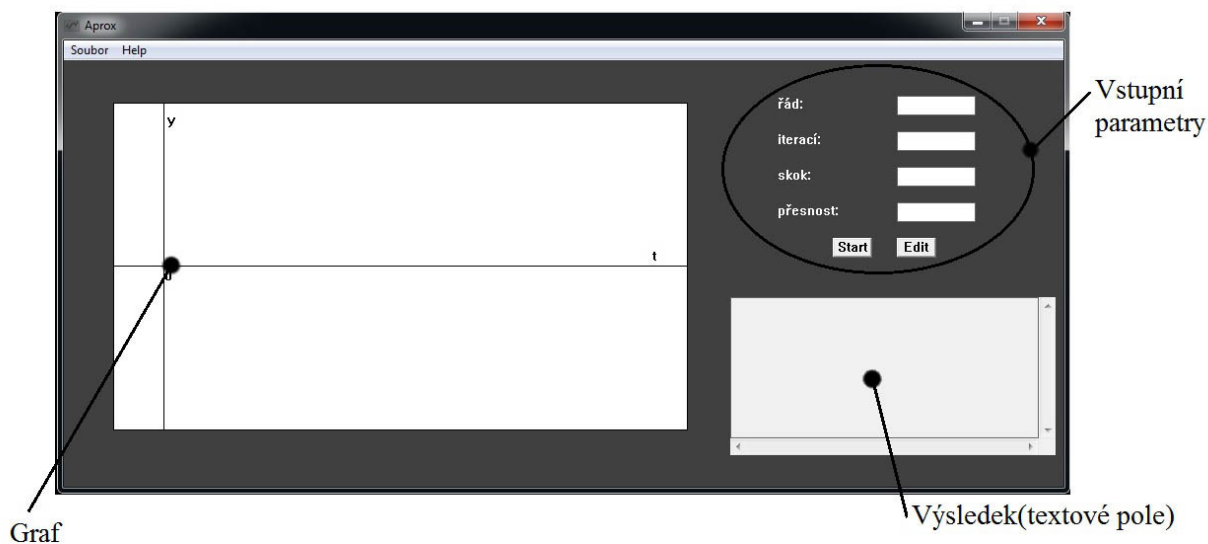 Aprox
Soubor Help
y
t
0
řád:
iterací:
skok:
přesnost:
Start Edit
Vstupní
parametry
Graf
Výsledek(textové pole)